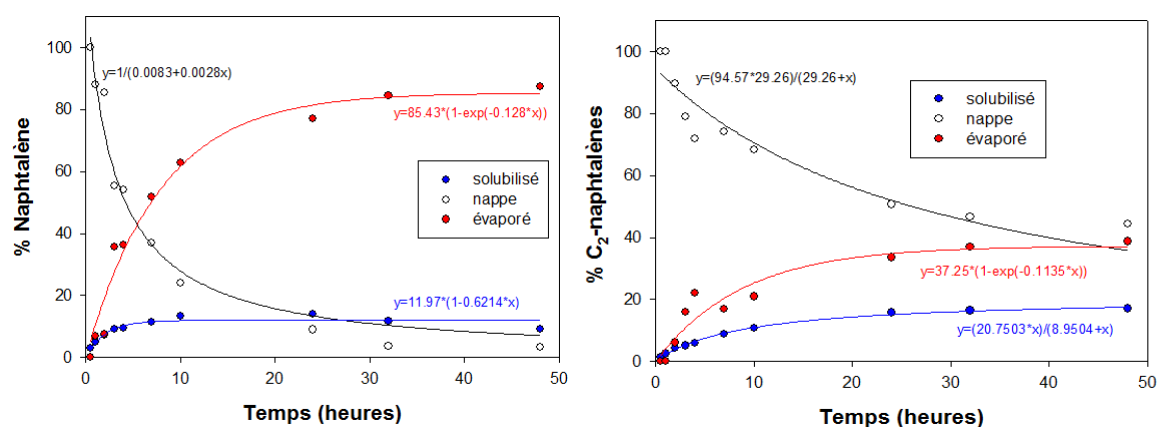 % Naphtalène
100
80
60
40
20
0
y=1/(0.0083+0.0028x)
y=85.43*(1-exp(-0.128*x))
solubilisé
nappe
évaporé
y=11.97*(1-0.6214*x)
0 10 20 30 40 50
Temps (heures)
% C₂-naphtalènes
100
80
60
40
20
0
y=(94.57*29.26)/(29.26+x)
solubilisé
nappe
évaporé
y=37.25*(1-exp(-0.1135*x))
y=(20.7503*x)/(8.9504+x)
0 10 20 30 40 50
Temps (heures)